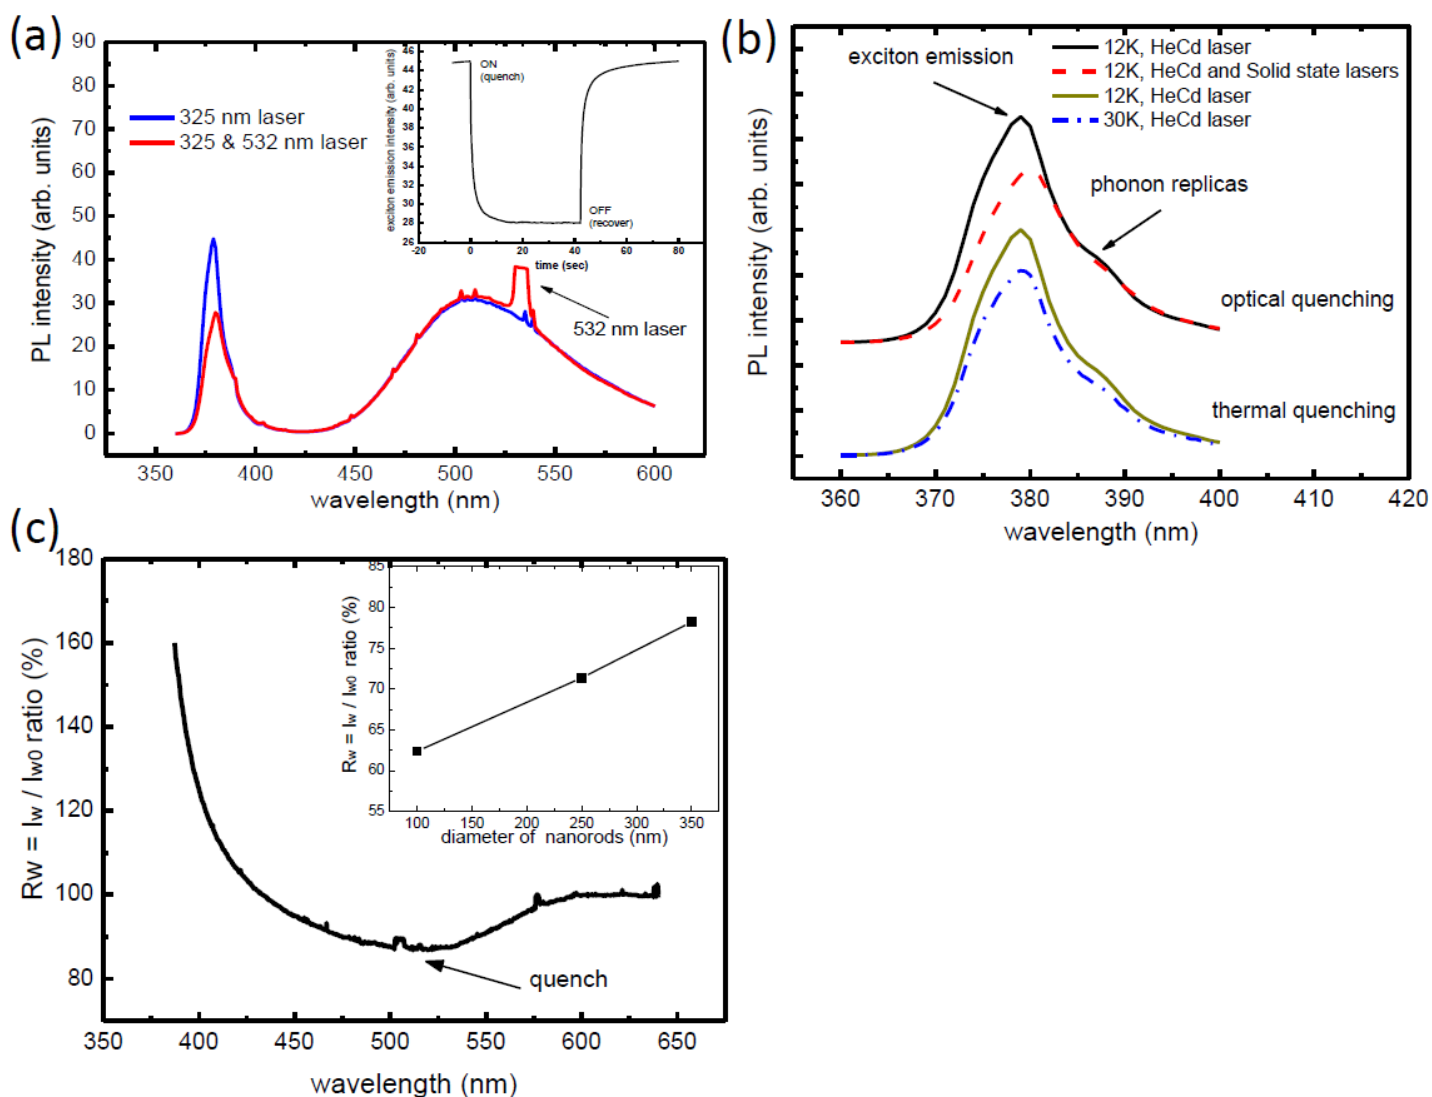 (a)
90
80
70
60
50
40
30
20
10
0
PL intensity (arb. units)
325 nm laser
325 & 532 nm laser
46
44
42
40
38
36
34
32
30
28
26
exciton emission intensity (arb. units)
ON
(quench)
OFF
(recover)
-20 0 20 40 60 80
time (sec)
532 nm laser
350 400 450 500 550 600
wavelength (nm)
(b)
PL intensity (arb. units)
12K, HeCd laser
12K, HeCd and Solid state lasers
12K, HeCd laser
30K, HeCd laser
exciton emission
phonon replicas
optical quenching
thermal quenching
360 370 380 390 400 410 420
wavelength (nm)
(c)
180
160
140
120
100
80
Rw = Iw / Iw0 ratio (%)
85
80
75
70
65
60
55
Rw = Iw / Iw0 ratio (%)
100 150 200 250 300 350
diameter of nanorods (nm)
quench
350 400 450 500 550 600 650
wavelength (nm)